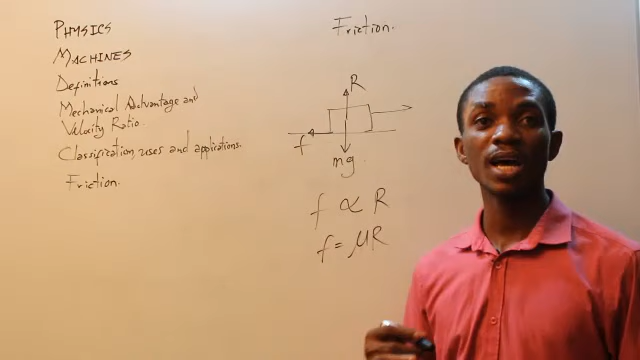 PHYSICS
MACHINES
Definitions
Mechanical Advantage and
Velocity Ratio.
Classification, uses and applications.
Friction.
Friction.
R
f
mg
f ∝ R
f = μR